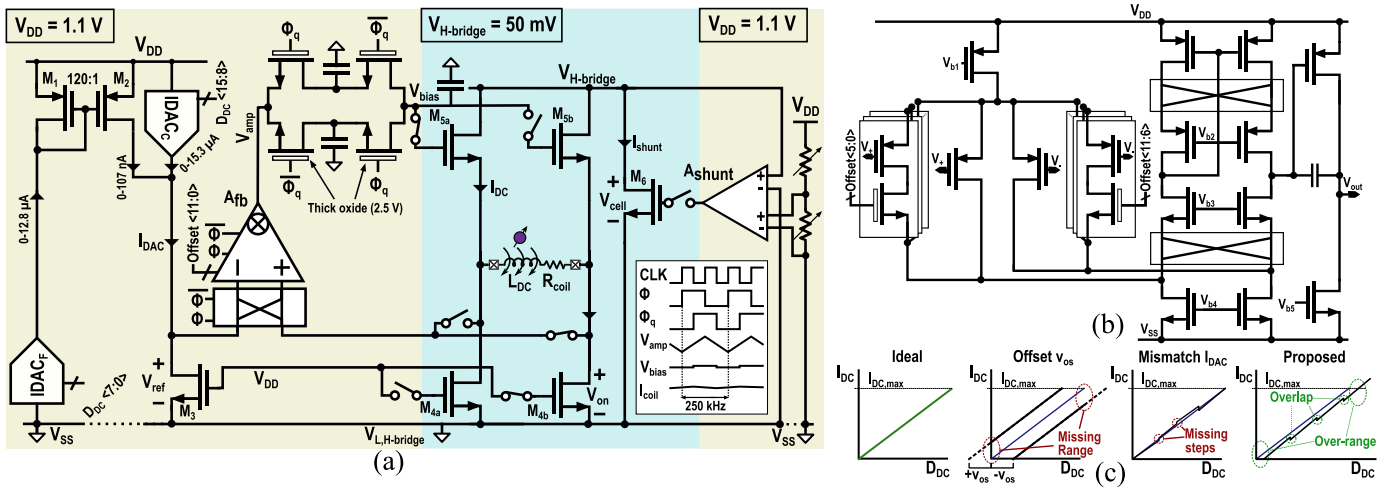 V_DD = 1.1 V
V_H-bridge = 50 mV
V_DD = 1.1 V
Φ_q
Φ̅_q
V_DD
M_1
120:1
M_2
IDAC_C
D_DC <15:8>
0-15.3 µA
0-107 nA
0-12.8 µA
V_amp
V_bias
Φ̅_q
Φ_q
Thick oxide (2.5 V)
V_H-bridge
M_5a
M_5b
I_DC
I_shunt
M_6
A_shunt
V_cell
+
−
+
-
+
-
V_DD
A_fb
Offset <11:0>
Φ̅
Φ
I_DAC
−
+
Φ̅
Φ
L_DC
R_coil
CLK
Φ
Φ_q
V_amp
V_bias
I_coil
250 kHz
IDAC_F
D_DC <7:0>
+
V_ref
−
M_3
V_DD
M_4a
M_4b
+
V_on
−
V_SS
V_L,H-bridge
V_SS
(a)
V_DD
V_b1
Offset<5:0>
V_+
V_+
V_-
V_-
Offset<11:6>
V_b2
V_b3
V_b4
V_b5
V_out
V_SS
(b)
Ideal
Offset v_os
Mismatch I_DAC
Proposed
I_DC
I_DC,max
D_DC
I_DC
I_DC,max
Missing
Range
+v_os
-v_os
D_DC
I_DC
I_DC,max
Missing
steps
D_DC
I_DC
I_DC,max
Overlap
Over-range
D_DC
(c)